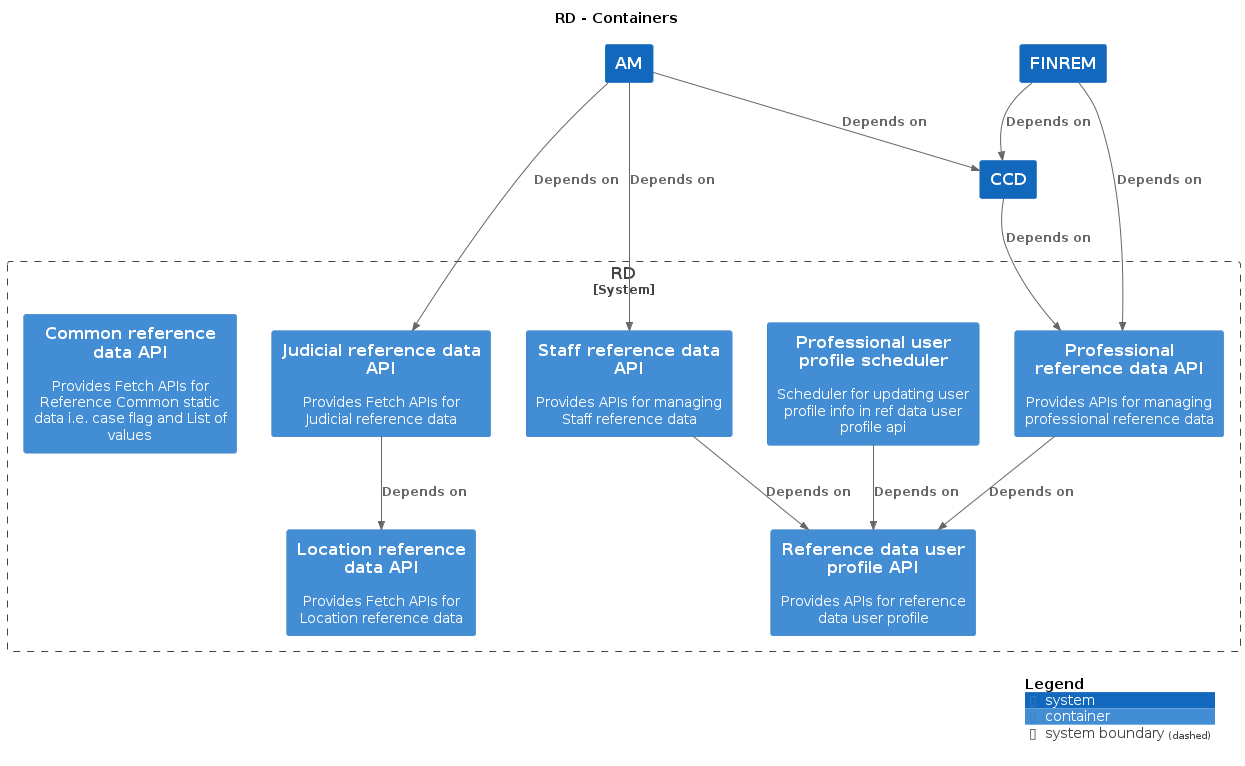 RD - Containers
AM
FINREM
Depends on
Depends on
CCD
Depends on
Depends on
Depends on
Depends on
RD
[System]
Common reference
data API
Provides Fetch APIs for
Reference Common static
data i.e. case flag and List of
values
Judicial reference data
API
Provides Fetch APIs for
Judicial reference data
Staff reference data
API
Provides APIs for managing
Staff reference data
Professional user
profile scheduler
Scheduler for updating user
profile info in ref data user
profile api
Professional
reference data API
Provides APIs for managing
professional reference data
Depends on
Depends on
Depends on
Depends on
Location reference
data API
Provides Fetch APIs for
Location reference data
Reference data user
profile API
Provides APIs for reference
data user profile
Legend
system
container
system boundary (dashed)